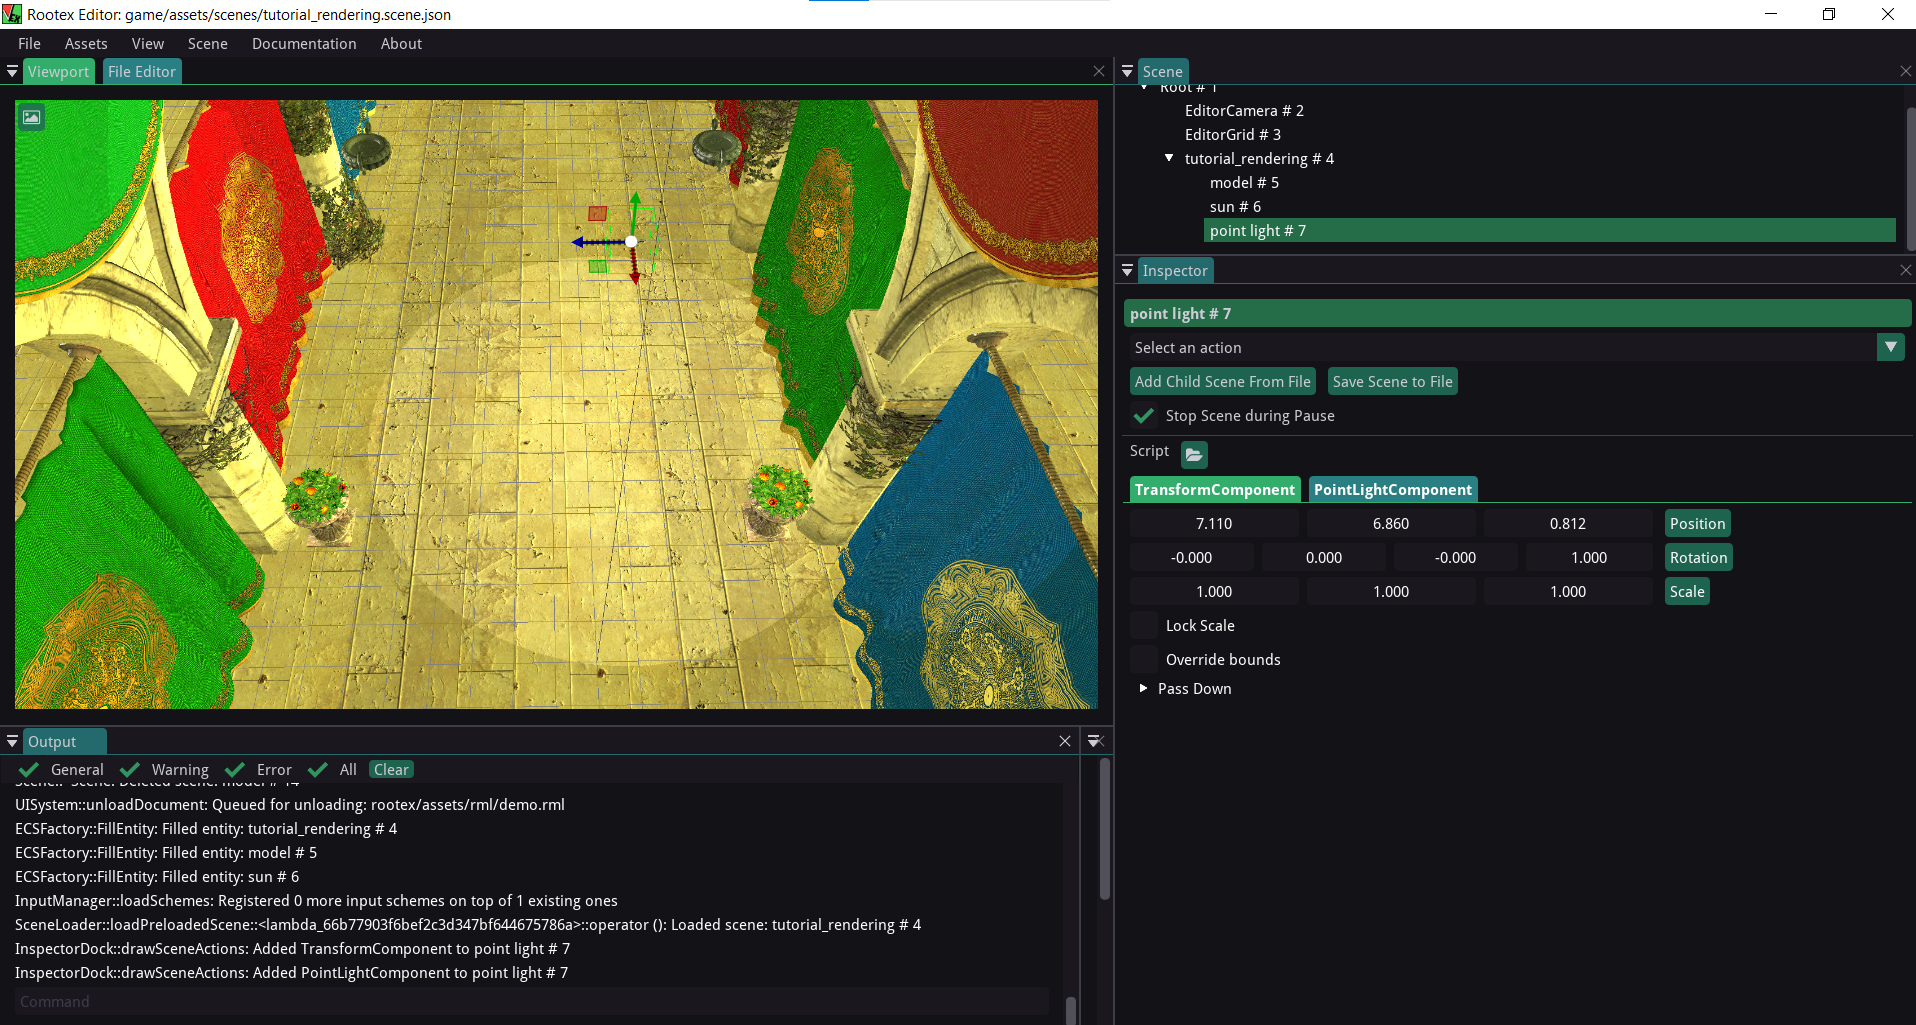 Rootex Editor: game/assets/scenes/tutorial_rendering.scene.json
File Assets View Scene Documentation About
Viewport File Editor
Scene
Root # 1
EditorCamera # 2
EditorGrid # 3
tutorial_rendering # 4
model # 5
sun # 6
point light # 7
Inspector
point light # 7
Select an action
Add Child Scene From File Save Scene to File
Stop Scene during Pause
Script
TransformComponent PointLightComponent
7.110 6.860 0.812 Position
-0.000 0.000 -0.000 1.000 Rotation
1.000 1.000 1.000 Scale
Lock Scale
Override bounds
Pass Down
Output
General Warning Error All Clear
Scene::~Scene: Deleted scene: model # 14
UISystem::unloadDocument: Queued for unloading: rootex/assets/rml/demo.rml
ECSFactory::FillEntity: Filled entity: tutorial_rendering # 4
ECSFactory::FillEntity: Filled entity: model # 5
ECSFactory::FillEntity: Filled entity: sun # 6
InputManager::loadSchemes: Registered 0 more input schemes on top of 1 existing ones
SceneLoader::loadPreloadedScene::<lambda_66b77903f6bef2c3d347bf644675786a>::operator (): Loaded scene: tutorial_rendering # 4
InspectorDock::drawSceneActions: Added TransformComponent to point light # 7
InspectorDock::drawSceneActions: Added PointLightComponent to point light # 7
Command